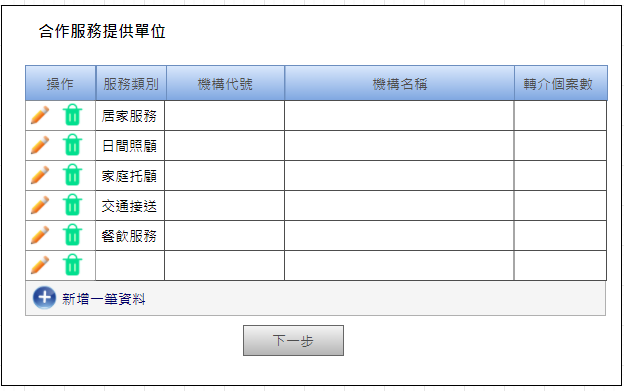 合作服務提供單位
操作 服務類別 機構代號 機構名稱 轉介個案數
居家服務
日間照顧
家庭托顧
交通接送
餐飲服務
新增一筆資料
下一步